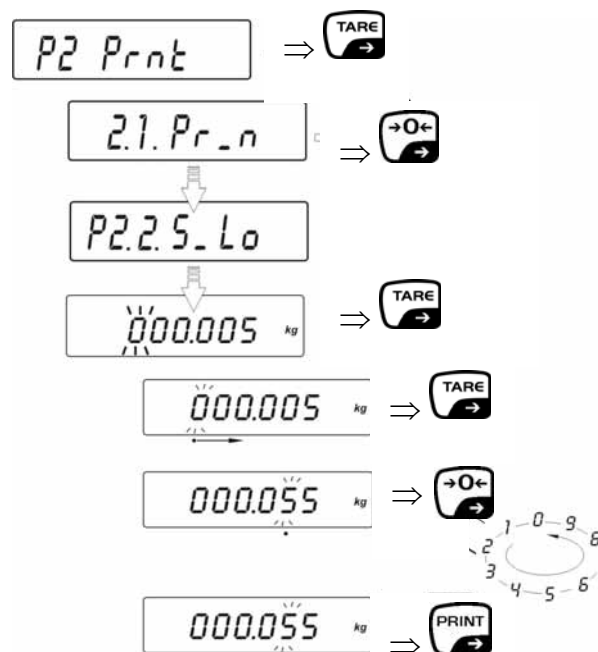 P2 Prnt ⇒ TARE
2.1. Pr_n ⇒ →0←
P2.2. S_Lo
000.005 kg ⇒ TARE
000.005 kg ⇒ TARE
000.055 kg ⇒ →0←
1 0 9 8 2 3 4 5 6
000.055 kg ⇒ PRINT